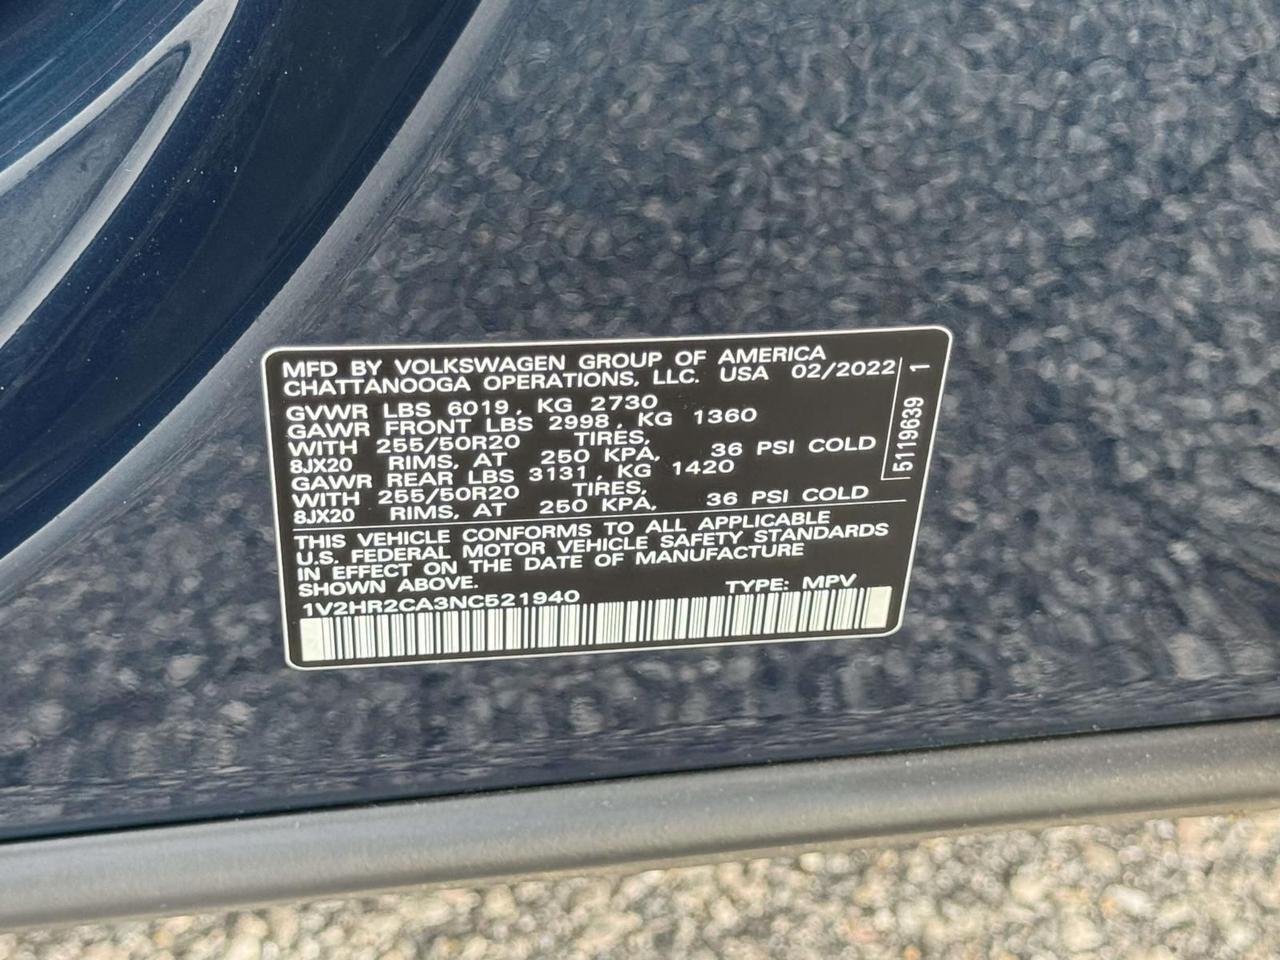 MFD BY VOLKSWAGEN GROUP OF AMERICA
CHATTANOOGA OPERATIONS, LLC. USA 02/2022
GVWR LBS 6019, KG 2730
GAWR FRONT LBS 2998, KG 1360
WITH 255/50R20 TIRES,
8JX20 RIMS, AT 250 KPA, 36 PSI COLD
GAWR REAR LBS 3131, KG 1420
WITH 255/50R20 TIRES,
8JX20 RIMS, AT 250 KPA, 36 PSI COLD
THIS VEHICLE CONFORMS TO ALL APPLICABLE
U.S. FEDERAL MOTOR VEHICLE SAFETY STANDARDS
IN EFFECT ON THE DATE OF MANUFACTURE
SHOWN ABOVE.
1V2HR2CA3NC521940 TYPE: MPV
5119639 1